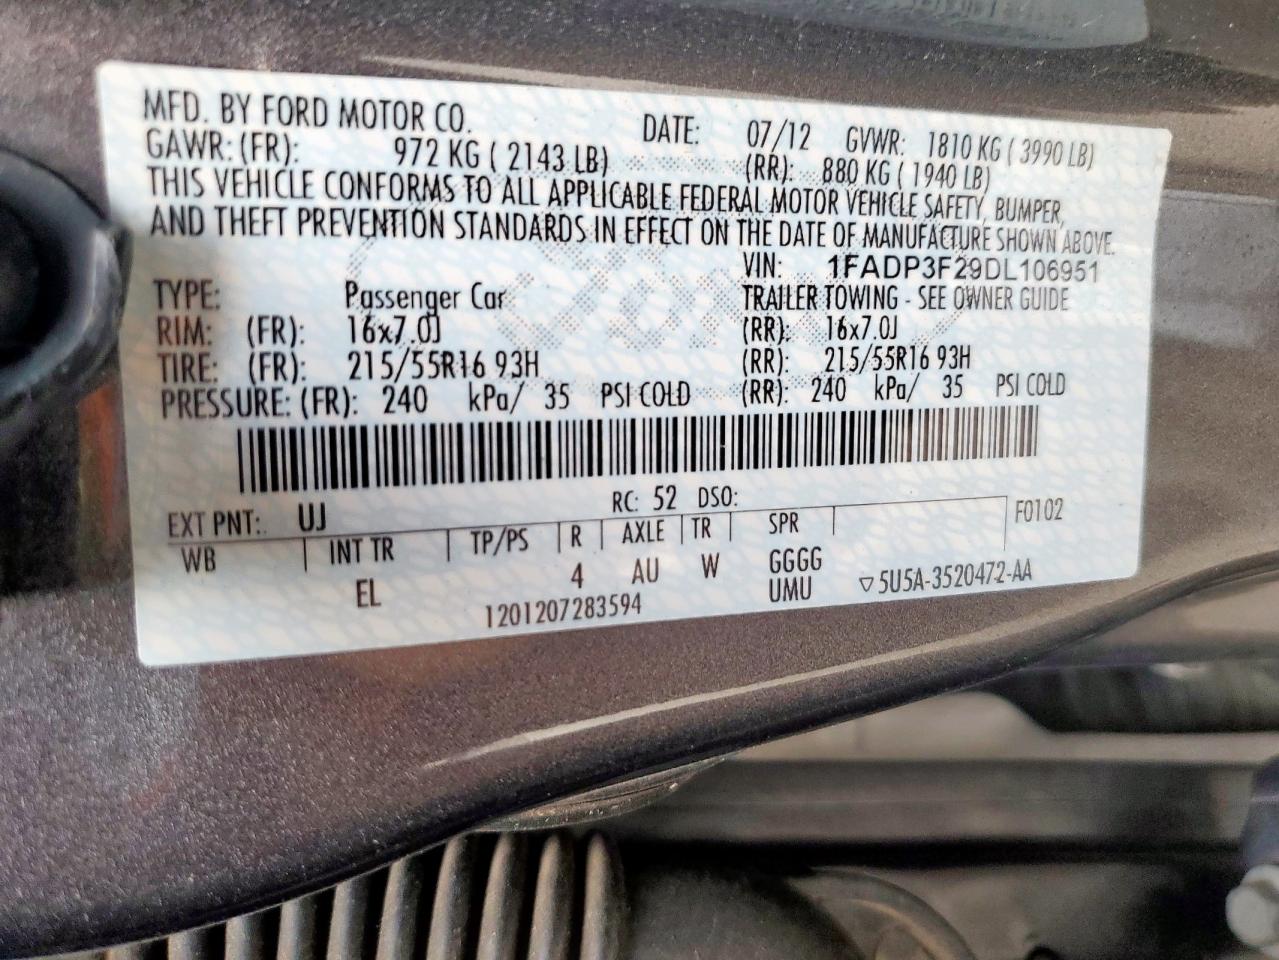 MFD. BY FORD MOTOR CO. DATE: 07/12 GVWR: 1810 KG ( 3990 LB)
GAWR: (FR): 972 KG ( 2143 LB) (RR): 880 KG ( 1940 LB)
THIS VEHICLE CONFORMS TO ALL APPLICABLE FEDERAL MOTOR VEHICLE SAFETY, BUMPER,
AND THEFT PREVENTION STANDARDS IN EFFECT ON THE DATE OF MANUFACTURE SHOWN ABOVE.
VIN: 1FADP3F29DL106951
TYPE: Passenger Car TRAILER TOWING - SEE OWNER GUIDE
RIM: (FR): 16x7.0J (RR): 16x7.0J
TIRE: (FR): 215/55R16 93H (RR): 215/55R16 93H
PRESSURE: (FR): 240 kPa/ 35 PSI COLD (RR): 240 kPa/ 35 PSI COLD
EXT PNT: UJ RC: 52 DSO: F0102
WB INT TR TP/PS R AXLE TR SPR
EL 4 AU W GGGG
UMU
1201207283594 ▽5U5A-3520472-AA